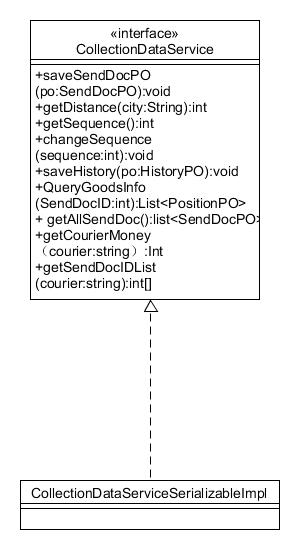 «interface»
CollectionDataService
+saveSendDocPO
(po:SendDocPO):void
+getDistance(city:String):int
+getSequence():int
+changeSequence
(sequence:int):void
+saveHistory(po:HistoryPO):void
+QueryGoodsInfo
(SendDocID:int):List<PositionPO>
+ getAllSendDoc():list<SendDocPO>
+getCourierMoney
（courier:string）:Int
+getSendDocIDList
(courier:string):int[]
CollectionDataServiceSerializableImpl